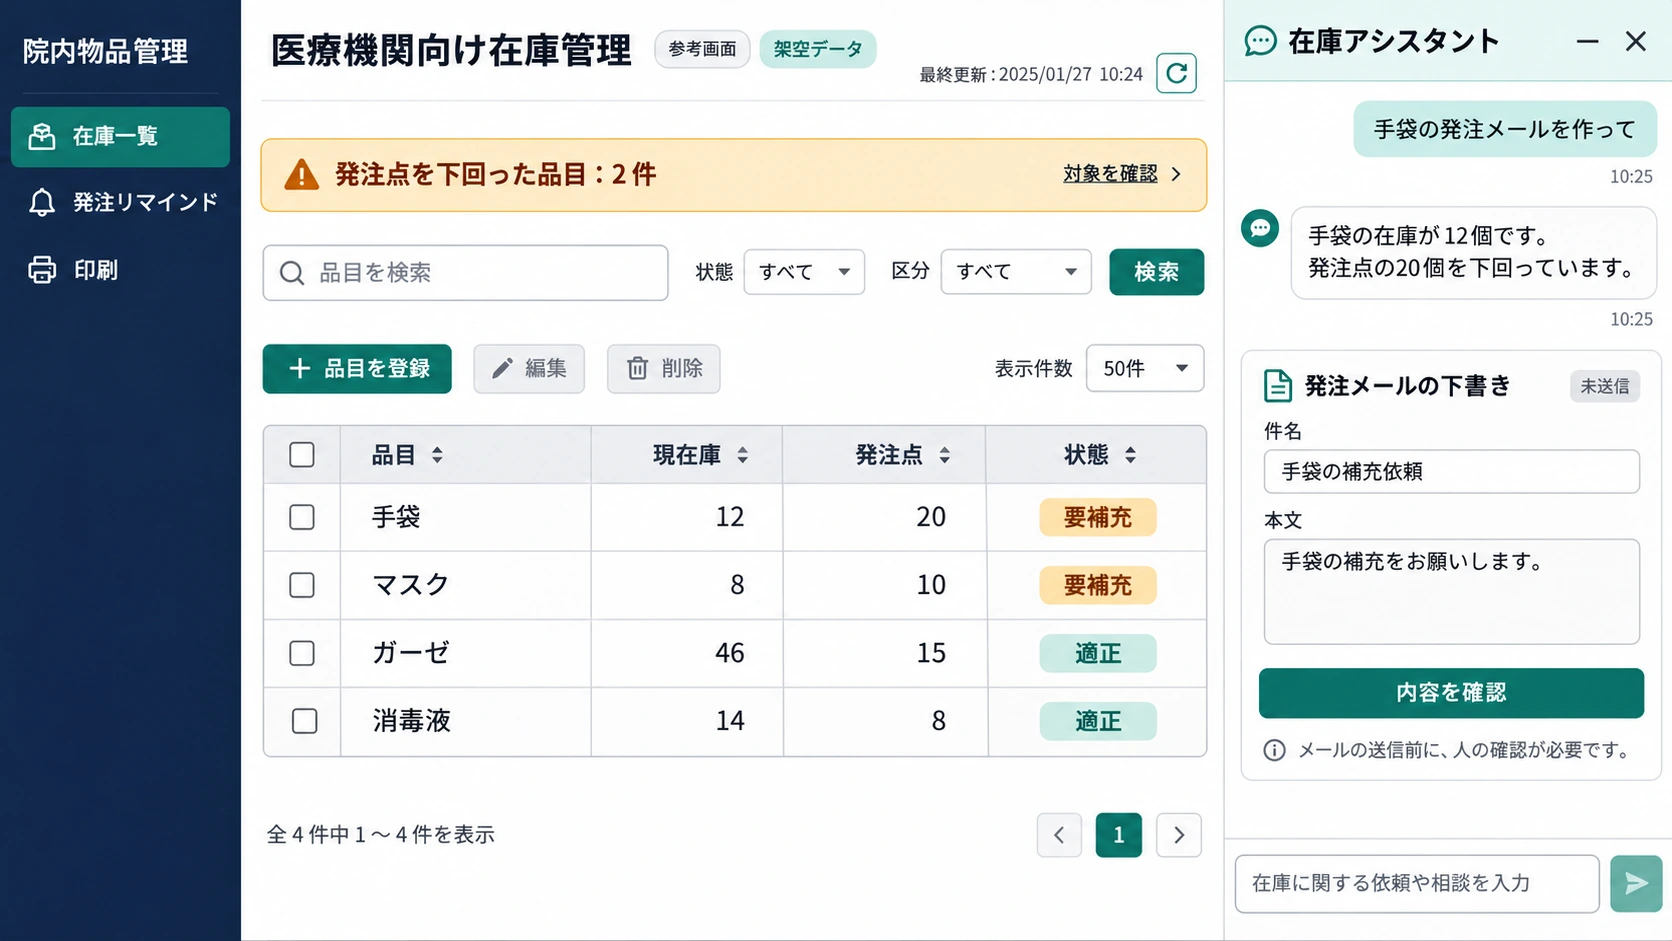 院内物品管理
在庫一覧
発注リマインド
印刷
医療機関向け在庫管理
参考画面
架空データ
最終更新:2025/01/27 10:24
発注点を下回った品目:2件
対象を確認
品目を検索
状態
すべて
区分
すべて
検索
品目を登録
編集
削除
表示件数
50件
品目 現在庫 発注点 状態
手袋 12 20 要補充
マスク 8 10 要補充
ガーゼ 46 15 適正
消毒液 14 8 適正
全4件中1〜4件を表示
1
在庫アシスタント
手袋の発注メールを作って
10:25
手袋の在庫が12個です。
発注点の20個を下回っています。
10:25
発注メールの下書き
未送信
件名
手袋の補充依頼
本文
手袋の補充をお願いします。
内容を確認
メールの送信前に、人の確認が必要です。
在庫に関する依頼や相談を入力